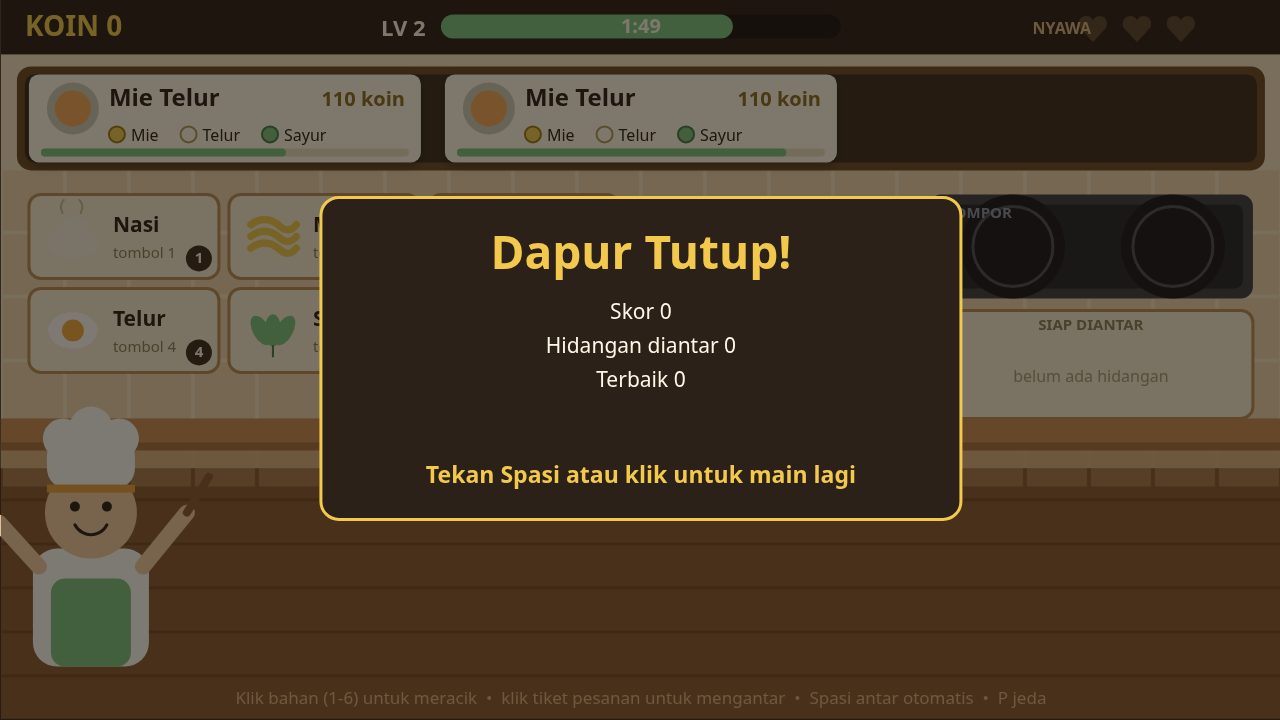 KOIN 0
LV 2
1:49
NYAWA
Mie Telur
110 koin
Mie
Telur
Sayur
Mie Telur
110 koin
Mie
Telur
Sayur
Nasi
tombol 1
1
Telur
tombol 4
4
Dapur Tutup!
Skor 0
Hidangan diantar 0
Terbaik 0
Tekan Spasi atau klik untuk main lagi
SIAP DIANTAR
belum ada hidangan
Klik bahan (1-6) untuk meracik • klik tiket pesanan untuk mengantar • Spasi antar otomatis • P jeda